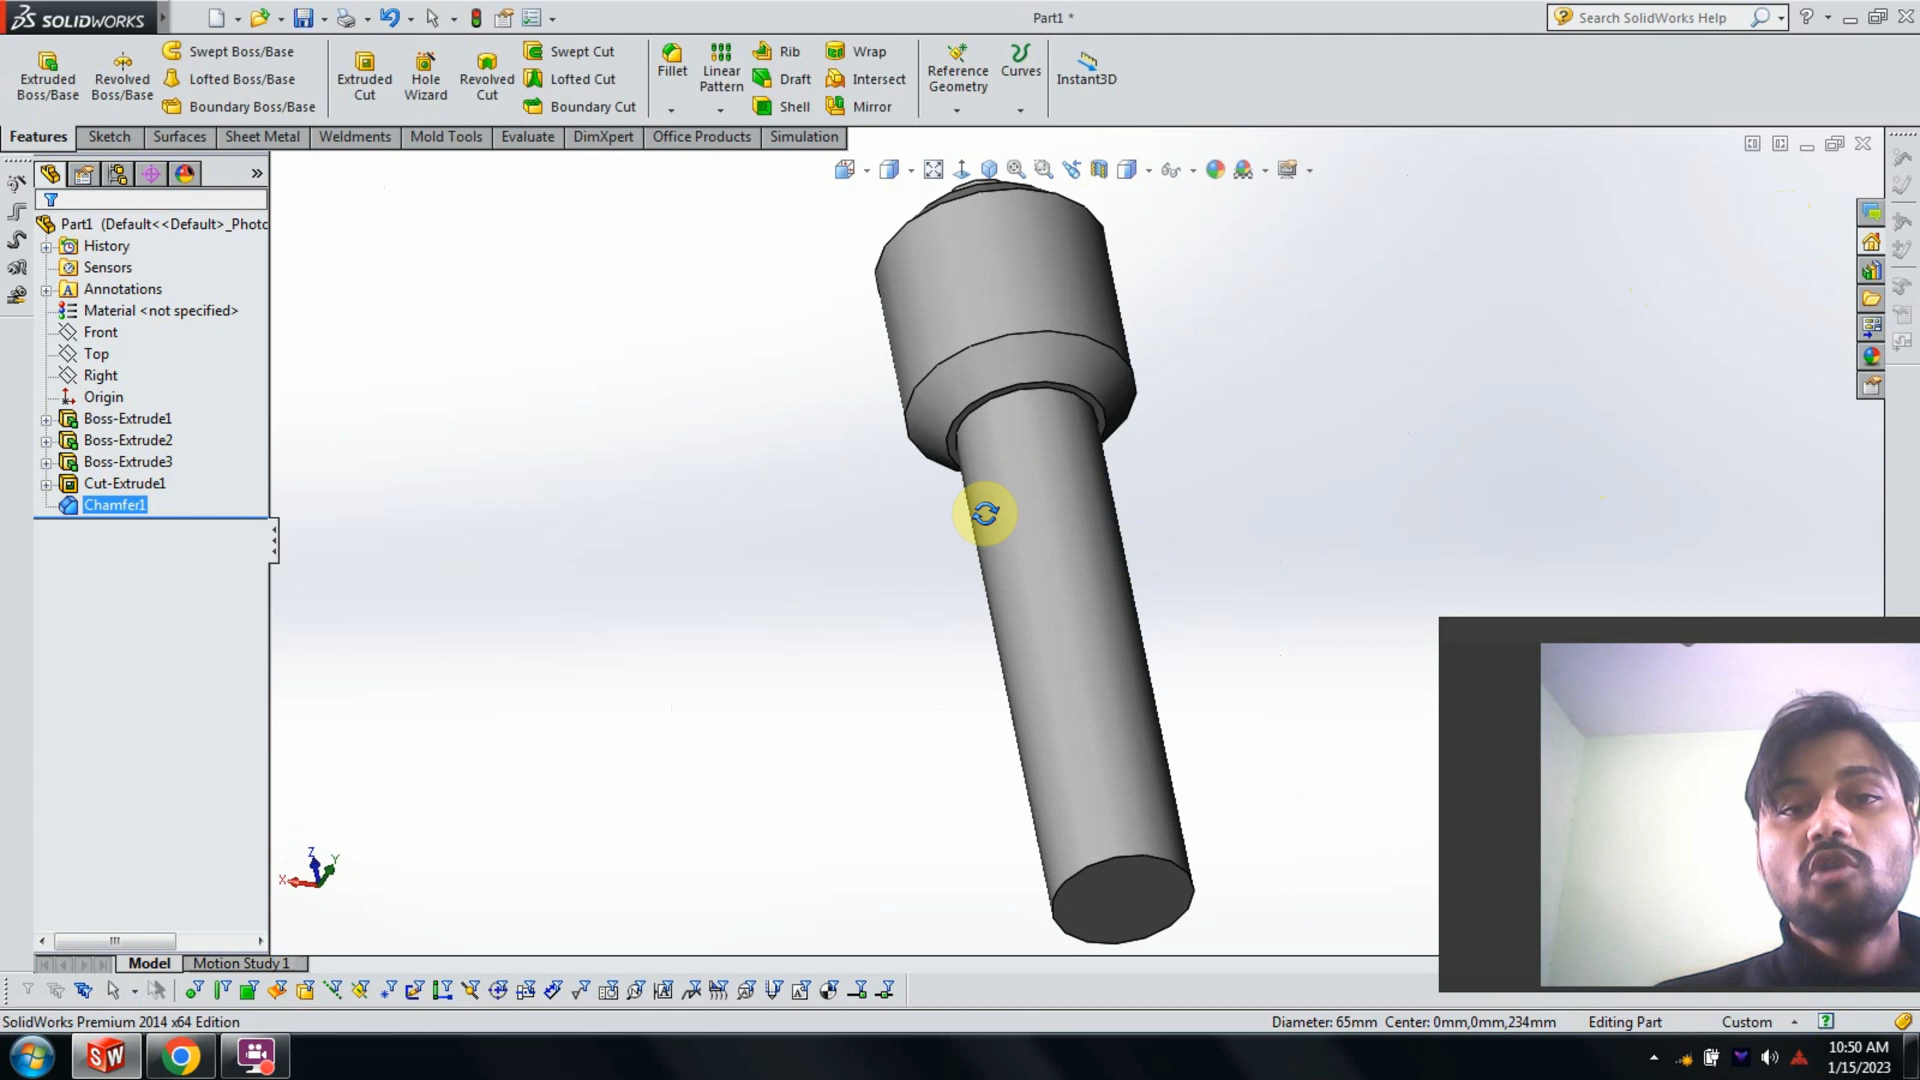 SOLIDWORKS
Part1 *
Search SolidWorks Help
Extruded Boss/Base
Revolved Boss/Base
Swept Boss/Base
Lofted Boss/Base
Boundary Boss/Base
Extruded Cut
Hole Wizard
Revolved Cut
Swept Cut
Lofted Cut
Boundary Cut
Fillet
Linear Pattern
Rib
Draft
Shell
Wrap
Intersect
Mirror
Reference Geometry
Curves
Instant3D
Features
Sketch
Surfaces
Sheet Metal
Weldments
Mold Tools
Evaluate
DimXpert
Office Products
Simulation
Part1 (Default<<Default>_Photo
History
Sensors
Annotations
Material <not specified>
Front
Top
Right
Origin
Boss-Extrude1
Boss-Extrude2
Boss-Extrude3
Cut-Extrude1
Chamfer1
Z
Y
X
Model
Motion Study 1
SolidWorks Premium 2014 x64 Edition
Diameter: 65mm Center: 0mm,0mm,234mm
Editing Part
Custom
SW
10:50 AM
1/15/2023